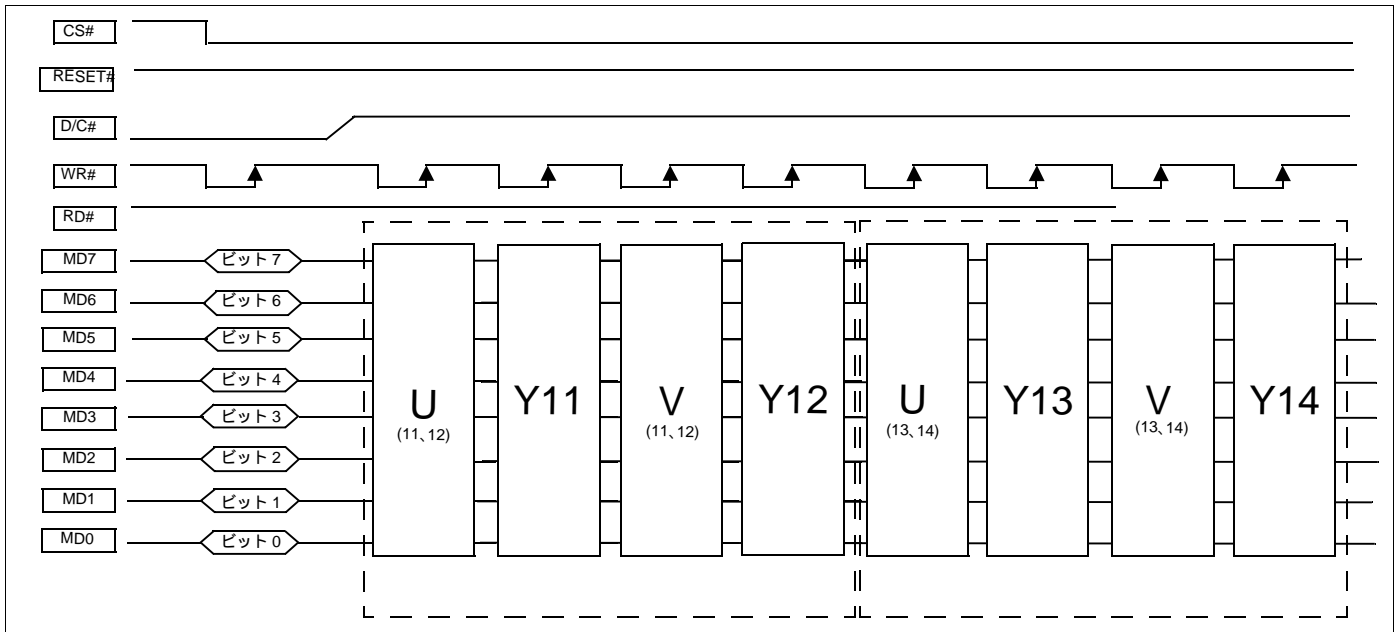 CS#
RESET#
D/C#
WR#
RD#
MD7 ビット 7
MD6 ビット 6
MD5 ビット 5
MD4 ビット 4
MD3 ビット 3
MD2 ビット 2
MD1 ビット 1
MD0 ビット 0
U Y11 V Y12 U Y13 V Y14
(11、12) (11、12) (13、14) (13、14)